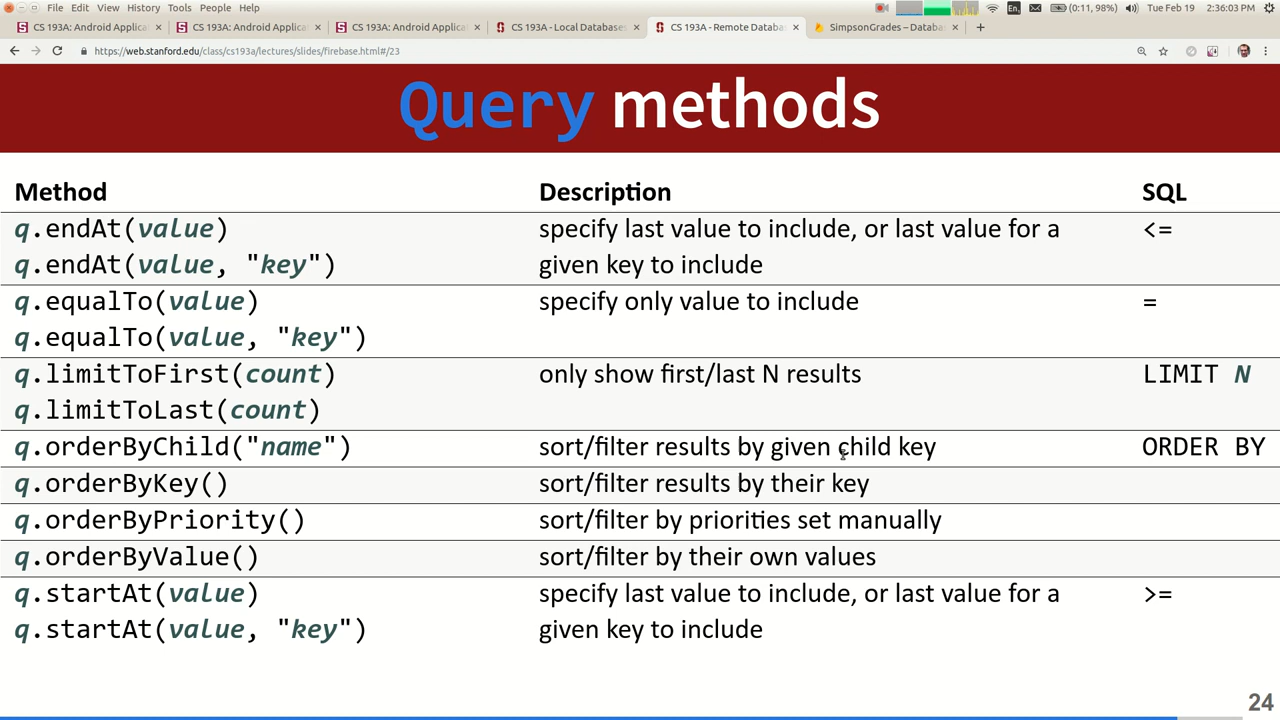 File Edit View History Tools People Help
En
(0:11, 98%)
Tue Feb 19 2:36:03 PM
CS 193A: Android Applic
CS 193A: Android Applic
CS 193A: Android Applicat
CS 193A - Local Databases
CS 193A - Remote Databa
SimpsonGrades – Databa
https://web.stanford.edu/class/cs193a/lectures/slides/firebase.html#/23
Query methods
Method Description SQL
q.endAt(value) specify last value to include, or last value for a <=
q.endAt(value, "key") given key to include
q.equalTo(value) specify only value to include =
q.equalTo(value, "key")
q.limitToFirst(count) only show first/last N results LIMIT N
q.limitToLast(count)
q.orderByChild("name") sort/filter results by given child key ORDER BY
q.orderByKey() sort/filter results by their key
q.orderByPriority() sort/filter by priorities set manually
q.orderByValue() sort/filter by their own values
q.startAt(value) specify last value to include, or last value for a >=
q.startAt(value, "key") given key to include
24